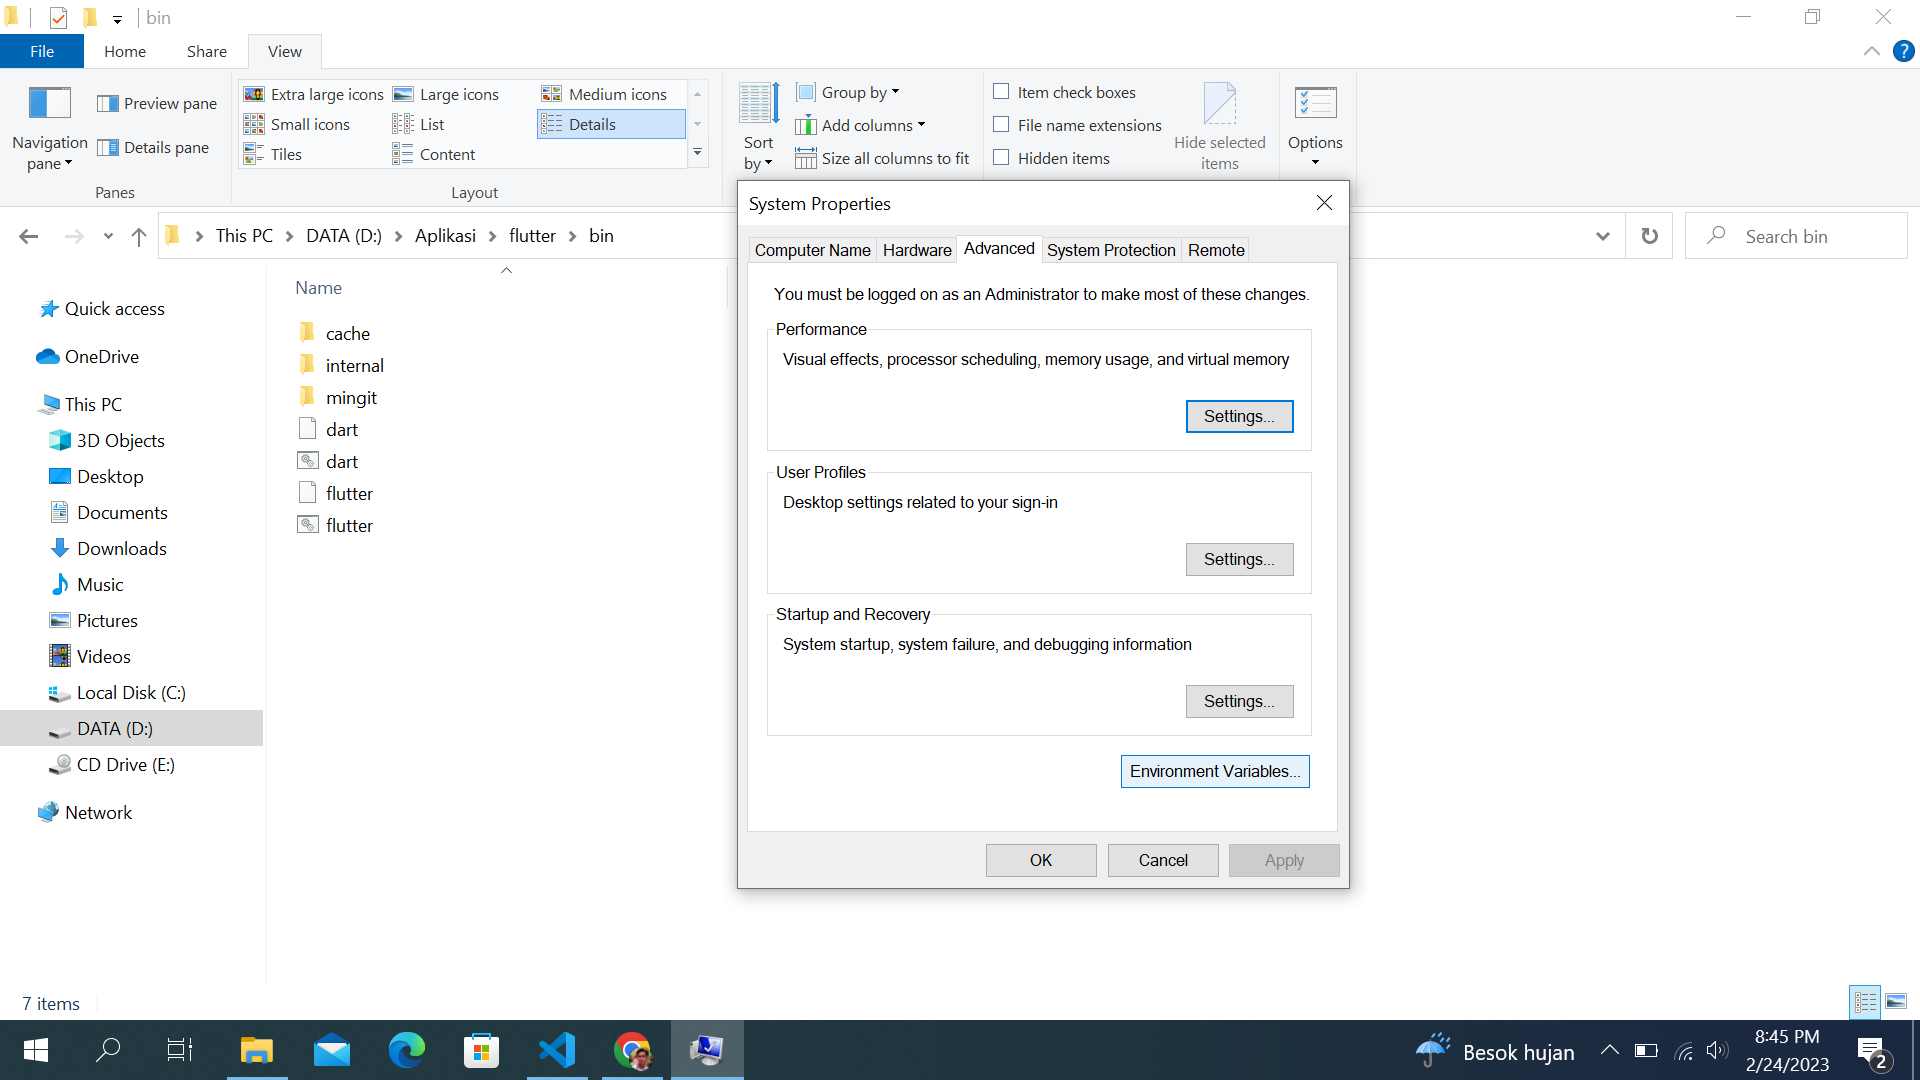 bin
File Home Share View
Navigation pane
Preview pane
Details pane
Panes
Extra large icons Large icons Medium icons
Small icons List Details
Tiles Content
Layout
Sort by
Group by
Add columns
Size all columns to fit
Item check boxes
File name extensions
Hidden items
Hide selected items
Options
This PC DATA (D:) Aplikasi flutter bin
Search bin
Quick access
OneDrive
This PC
3D Objects
Desktop
Documents
Downloads
Music
Pictures
Videos
Local Disk (C:)
DATA (D:)
CD Drive (E:)
Network
Name
cache
internal
mingit
dart
dart
flutter
flutter
System Properties
Computer Name Hardware Advanced System Protection Remote
You must be logged on as an Administrator to make most of these changes.
Performance
Visual effects, processor scheduling, memory usage, and virtual memory
Settings...
User Profiles
Desktop settings related to your sign-in
Settings...
Startup and Recovery
System startup, system failure, and debugging information
Settings...
Environment Variables...
OK Cancel Apply
7 items
Besok hujan
8:45 PM
2/24/2023
2